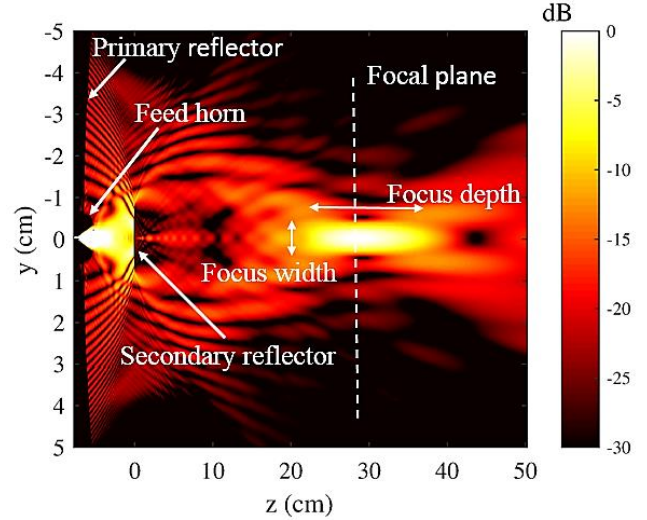 dB
-5
Primary reflector
-4
Focal plane
-3
Feed horn
-2
-1
Focus depth
0
Focus width
1
2
Secondary reflector
3
4
5
0 10 20 30 40 50
z (cm)
y (cm)
0
-5
-10
-15
-20
-25
-30